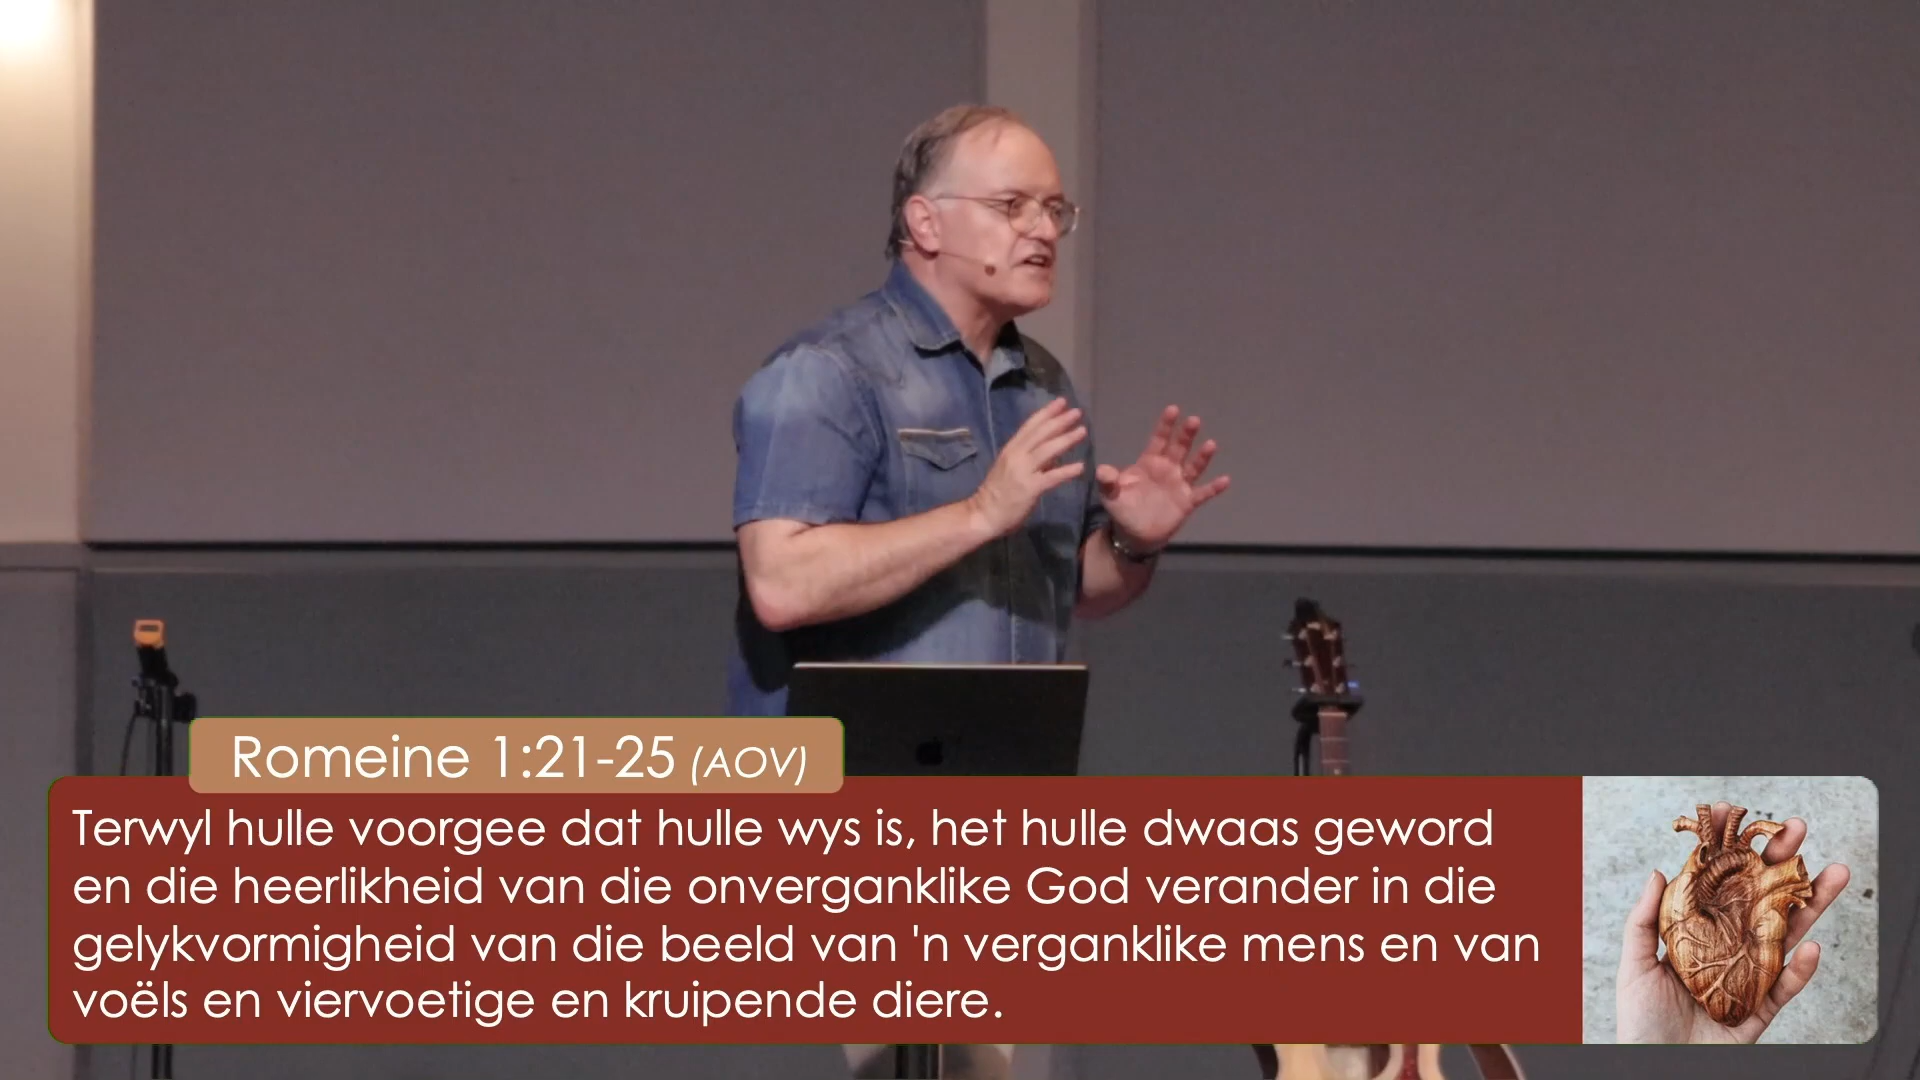 Romeine 1:21-25 (AOV)
Terwyl hulle voorgee dat hulle wys is, het hulle dwaas geword
en die heerlikheid van die onverganklike God verander in die
gelykvormigheid van die beeld van 'n verganklike mens en van
voëls en viervoetige en kruipende diere.